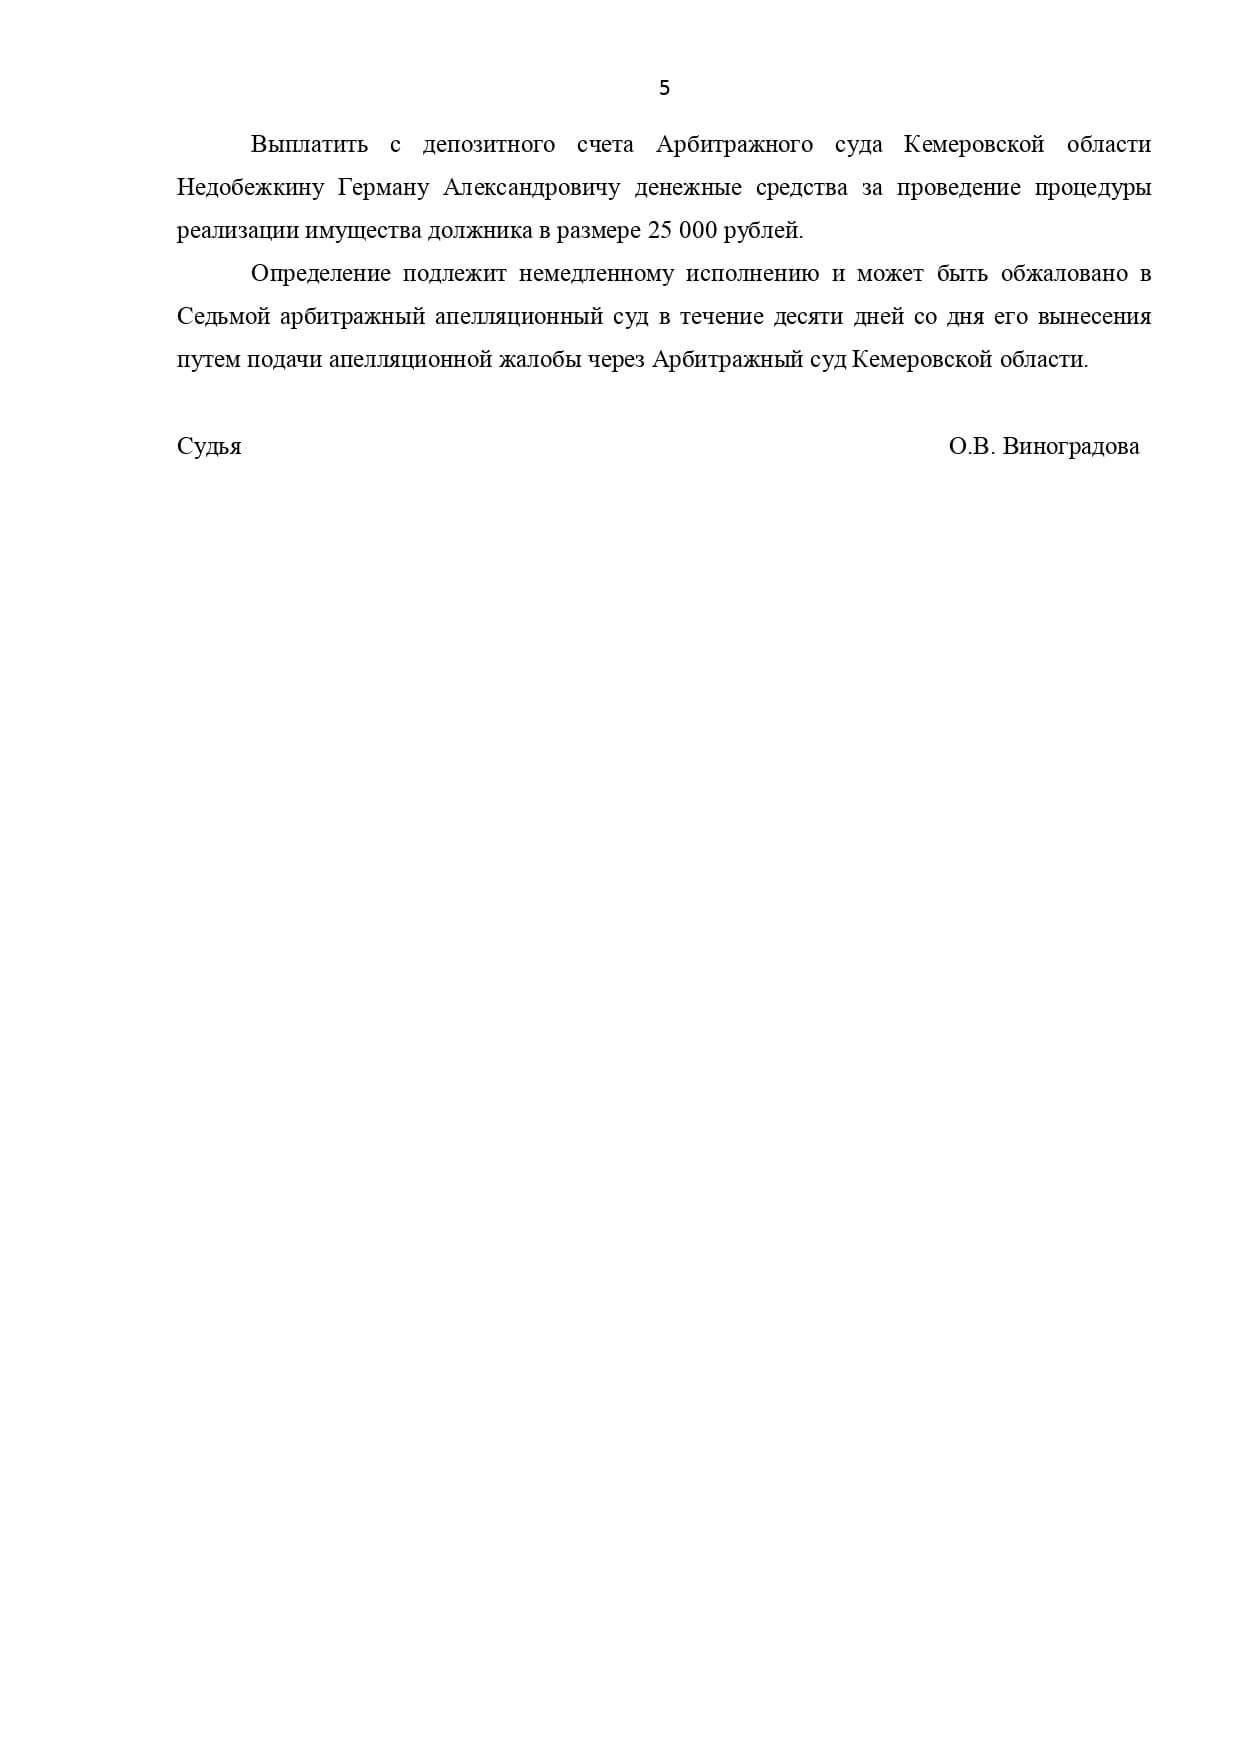 5
Выплатить с депозитного счета Арбитражного суда Кемеровской области
Недобежкину Герману Александровичу денежные средства за проведение процедуры
реализации имущества должника в размере 25 000 рублей.
Определение подлежит немедленному исполнению и может быть обжаловано в
Седьмой арбитражный апелляционный суд в течение десяти дней со дня его вынесения
путем подачи апелляционной жалобы через Арбитражный суд Кемеровской области.
Судья О.В. Виноградова